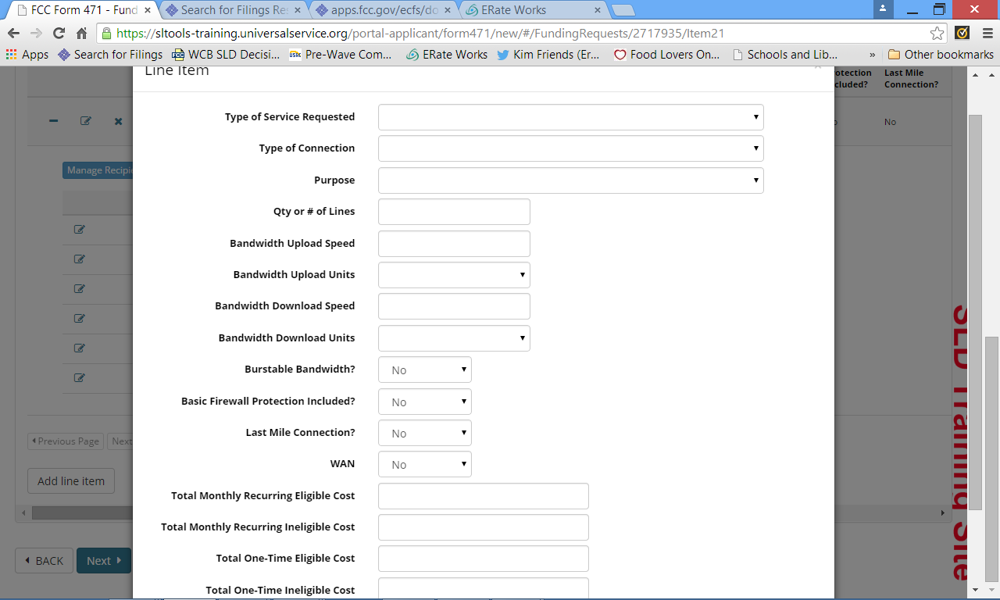 FCC Form 471 - Fund
Search for Filings Re
apps.fcc.gov/ecfs/do
ERate Works
https://sltools-training.universalservice.org/portal-applicant/form471/new/#/FundingRequests/2717935/Item21
Apps
Search for Filings
WCB SLD Decisi...
Pre-Wave Com...
ERate Works
Kim Friends (Er...
Food Lovers On...
Schools and Lib...
»
Other bookmarks
Line Item
otection
cluded?
Last Mile
Connection?
No
Manage Recipie
Type of Service Requested
Type of Connection
Purpose
Qty or # of Lines
Bandwidth Upload Speed
Bandwidth Upload Units
Bandwidth Download Speed
Bandwidth Download Units
Burstable Bandwidth? No
Basic Firewall Protection Included? No
Last Mile Connection? No
WAN No
Total Monthly Recurring Eligible Cost
Total Monthly Recurring Ineligible Cost
Total One-Time Eligible Cost
Total One-Time Ineligible Cost
Previous Page
Next
Add line item
BACK
Next
SLD Training Site